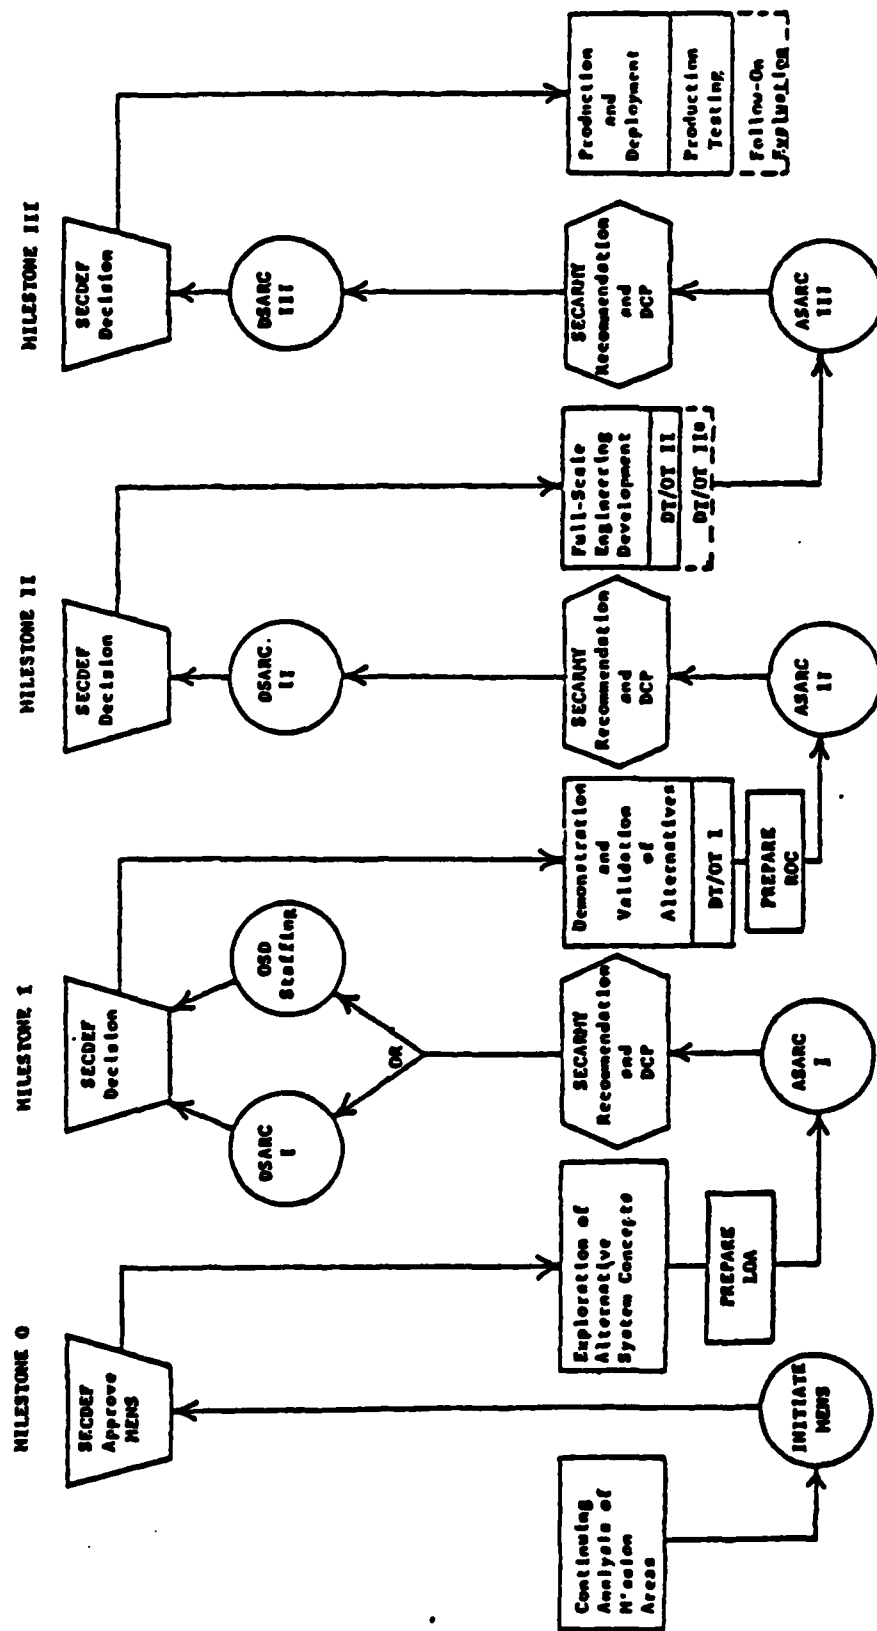 MILESTONE 0
SECDEF
Approve
MENS
Continuing
Analysis of
M'ssion
Areas
INITIATE
MENS
Exploration of
Alternative
System Concepts
PREPARE
LOA
MILESTONE I
SECDEF
Decision
DSARC
I
OSD
Staffing
OR
SECARMY
Recommendation
and
DCP
ASARC
I
Demonstration
and
Validation
of
Alternatives
DT/OT I
PREPARE
ROC
MILESTONE II
SECDEF
Decision
DSARC.
II
SECARMY
Recommendation
and
DCP
ASARC
II
Full-Scale
Engineering
Development
DT/OT II
DT/OT IIa
MILESTONE III
SECDEF
Decision
DSARC
III
SECARMY
Recommendation
and
DCP
ASARC
III
Production
and
Deployment
Production
Testing
Follow-On
Evaluation